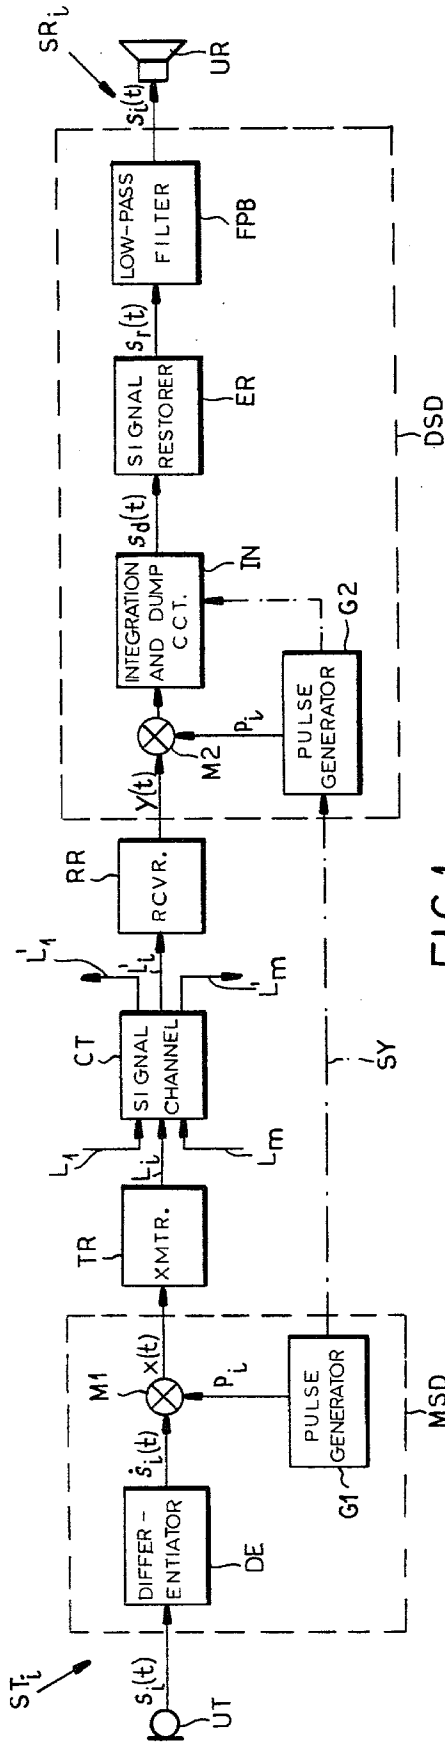 ST_i
s_i(t)
UT
DIFFER-
ENTIATOR
DE
ṡ_i(t)
M1
x(t)
P_i
PULSE
GENERATOR
G1
MSD
TR
XMTR.
L_1
L_i
L_m
CT
SIGNAL
CHANNEL
L'_1
L'_i
L'_m
RR
RCVR.
SY
y(t)
M2
P_i
PULSE
GENERATOR
G2
INTEGRATION
AND DUMP
CCT.
IN
s_d(t)
SIGNAL
RESTORER
ER
s_r(t)
LOW-PASS
FILTER
FPB
s_i(t)
SR_i
UR
DSD
FIG.1